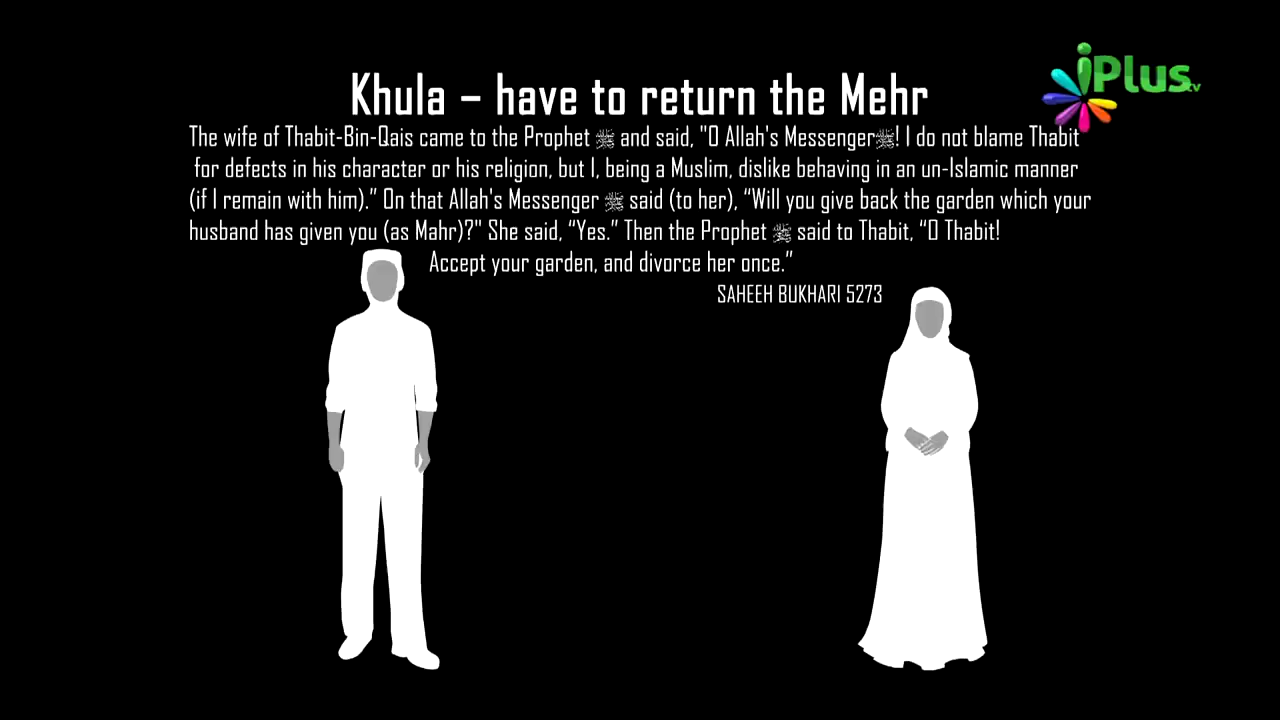 iPlus.tv
Khula – have to return the Mehr
The wife of Thabit-Bin-Qais came to the Prophet ﷺ and said, "O Allah's Messengerﷺ! I do not blame Thabit
for defects in his character or his religion, but I, being a Muslim, dislike behaving in an un-Islamic manner
(if I remain with him).” On that Allah's Messenger ﷺ said (to her), “Will you give back the garden which your
husband has given you (as Mahr)?" She said, “Yes.” Then the Prophet ﷺ said to Thabit, “O Thabit!
Accept your garden, and divorce her once.”
SAHEEH BUKHARI 5273